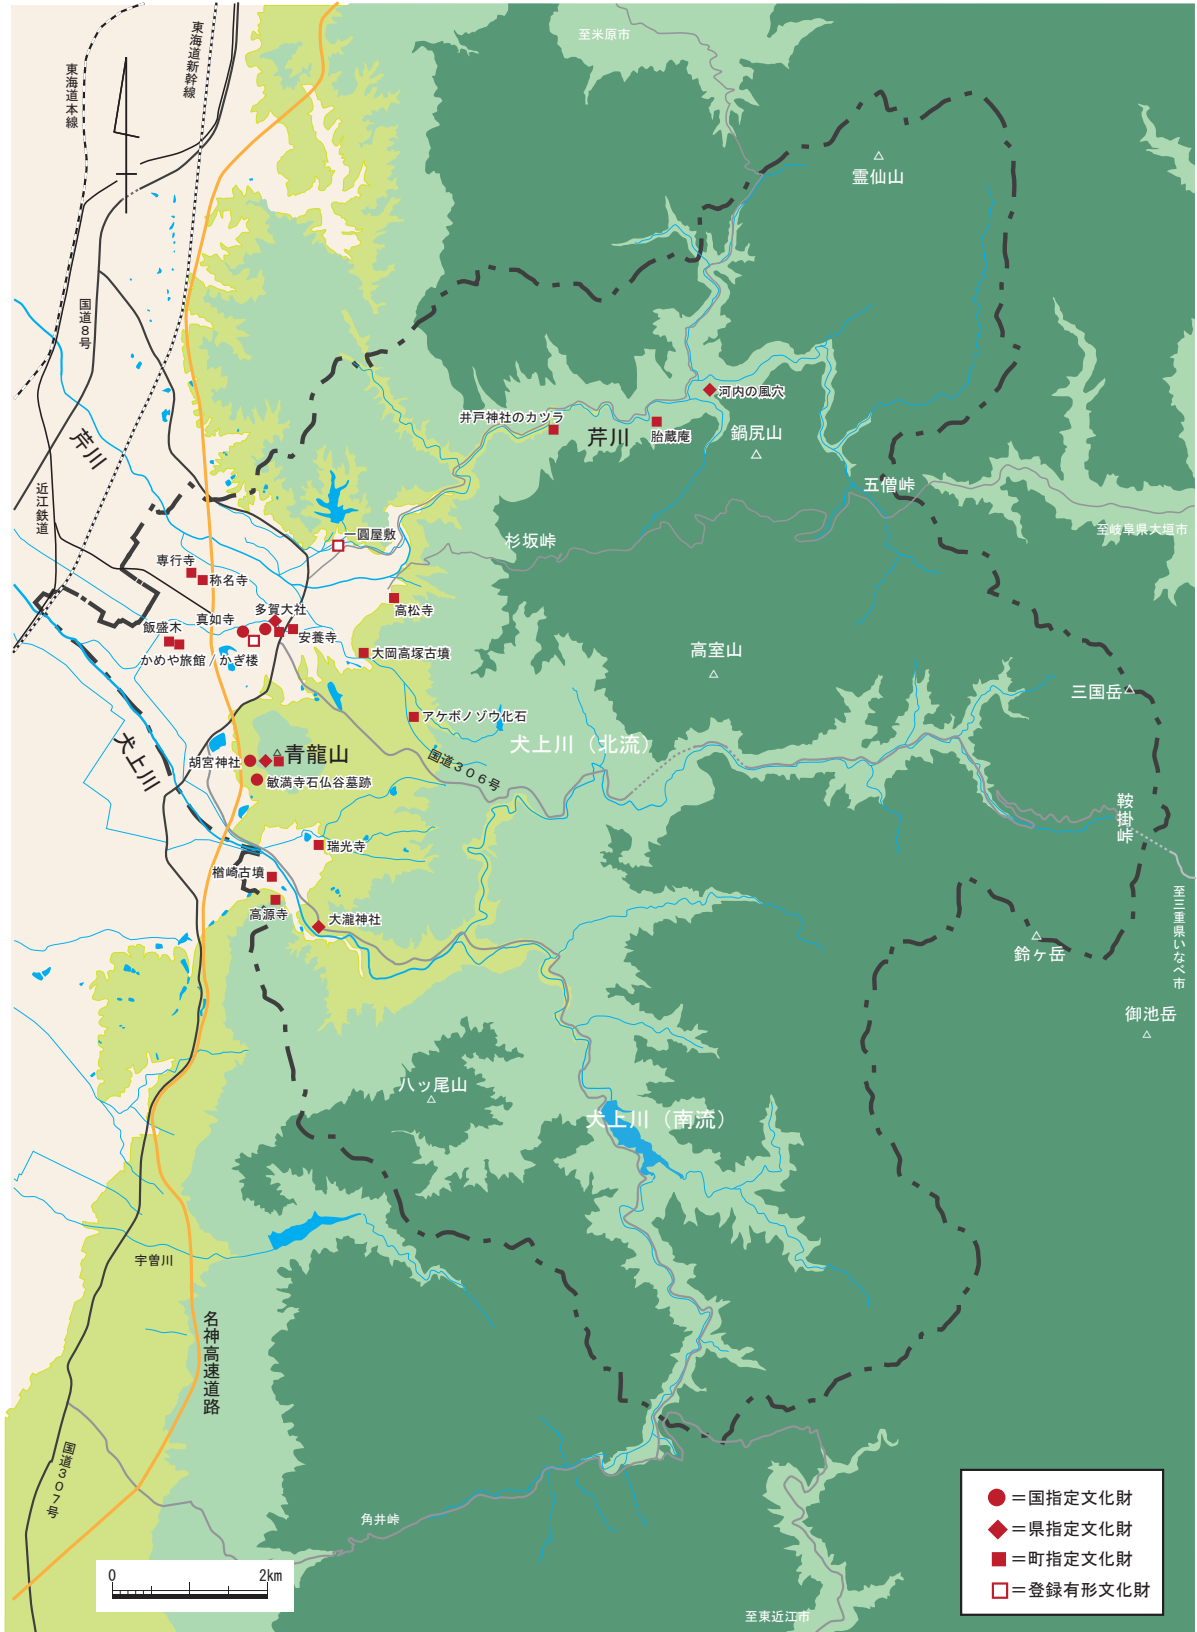 至米原市
東海道新幹線
東海道本線
霊仙山
国道8号
河内の風穴
井戸神社のカツラ
芹川
胎蔵庵
鍋尻山
芹川
五僧峠
近江鉄道
至岐阜県大垣市
一圓屋敷
杉坂峠
専行寺
称名寺
高松寺
多賀大社
真如寺
飯盛木
安養寺
かめや旅館/かぎ楼
大岡高塚古墳
高室山
三国岳
アケボノゾウ化石
犬上川
犬上川(北流)
青龍山
胡宮神社
国道306号
敏満寺石仏谷墓跡
鞍掛峠
瑞光寺
楢崎古墳
高源寺
大瀧神社
至三重県いなべ市
鈴ヶ岳
御池岳
八ッ尾山
犬上川(南流)
宇曽川
名神高速道路
国道307号
角井峠
至東近江市
0 2km
=国指定文化財
=県指定文化財
=町指定文化財
=登録有形文化財